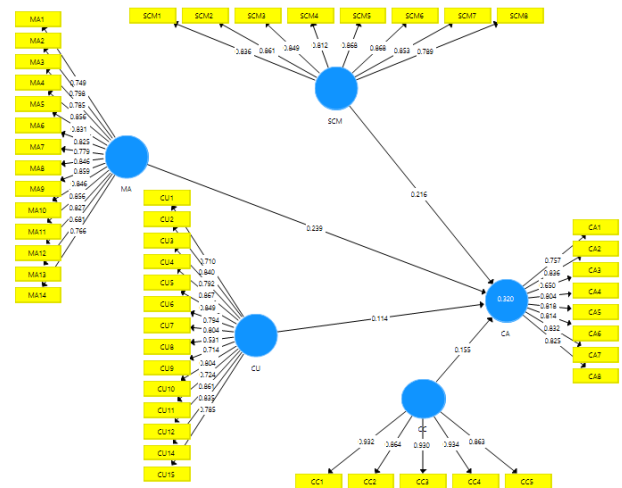 SCM1 SCM2 SCM3 SCM4 SCM5 SCM6 SCM7 SCM8
0.836 0.861 0.849 0.812 0.868 0.868 0.853 0.789
SCM
MA1
MA2
MA3
MA4
MA5
MA6
MA7
MA8
MA9
MA10
MA11
MA12
MA13
MA14
0.749
0.798
0.785
0.856
0.831
0.825
0.779
0.846
0.859
0.846
0.856
0.827
0.681
0.766
MA
0.216
0.239
CU1
CU2
CU3
CU4
CU5
CU6
CU7
CU8
CU9
CU10
CU11
CU12
CU14
CU15
0.710
0.840
0.792
0.867
0.849
0.794
0.804
0.531
0.714
0.804
0.724
0.861
0.835
0.785
CU
0.114
0.155
0.320
CA
0.757
0.836
0.650
0.804
0.818
0.814
0.832
0.825
CA1
CA2
CA3
CA4
CA5
CA6
CA7
CA8
CC
0.932 0.864 0.930 0.934 0.863
CC1 CC2 CC3 CC4 CC5